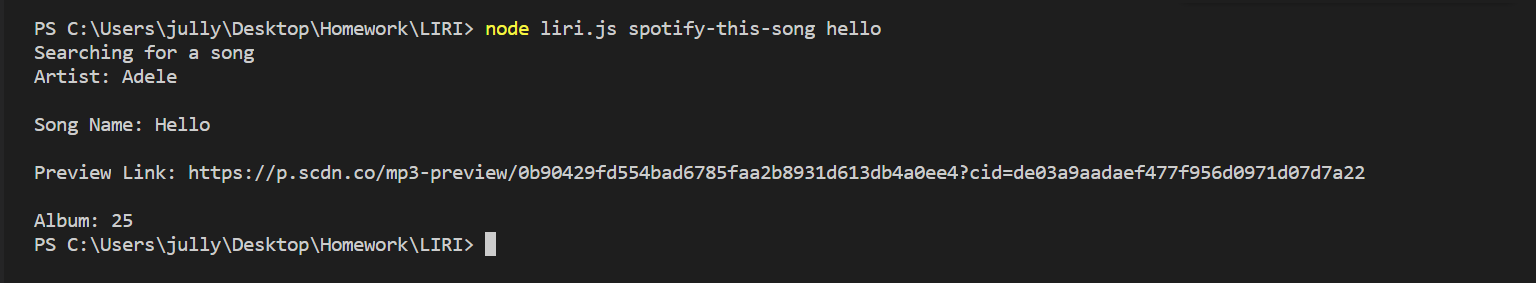 PS C:\Users\jully\Desktop\Homework\LIRI> node liri.js spotify-this-song hello
Searching for a song
Artist: Adele
Song Name: Hello
Preview Link: https://p.scdn.co/mp3-preview/0b90429fd554bad6785faa2b8931d613db4a0ee4?cid=de03a9aadaef477f956d0971d07d7a22
Album: 25
PS C:\Users\jully\Desktop\Homework\LIRI>